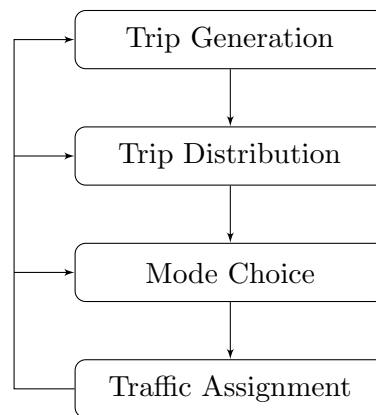 Trip Generation
Trip Distribution
Mode Choice
Traffic Assignment